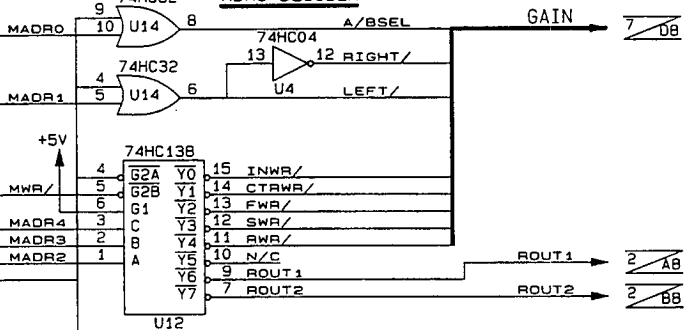 9
MADR0 10 U14 8 A/BSEL GAIN 7 D8
74HC04
13 12 RIGHT/
74HC32
4
MADR1 5 U14 6 U4 LEFT/
+5V
74HC138
4 G2A Y0 15 INWR/
MWR/ 5 G2B Y1 14 CTRWR/
6 G1 Y2 13 FWR/
MADR4 3 C Y3 12 SWR/
MADR3 2 B Y4 11 RWR/
MADR2 1 A Y5 10 N/C
Y6 9 ROUT1 ROUT1 2 A8
Y7 7 ROUT2 ROUT2 2 B8
U12